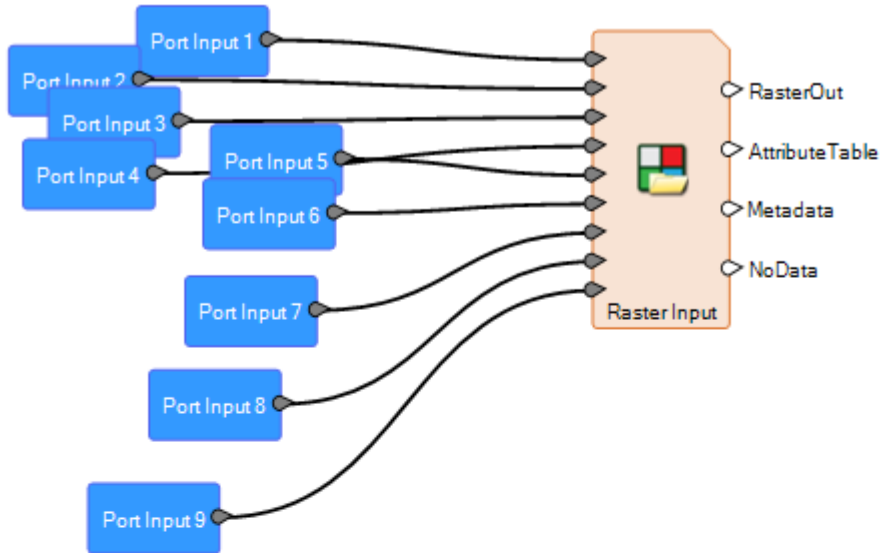 Port Input 1
Port Input 2
Port Input 3
Port Input 4
Port Input 5
Port Input 6
Port Input 7
Port Input 8
Port Input 9
RasterOut
AttributeTable
Metadata
NoData
Raster Input